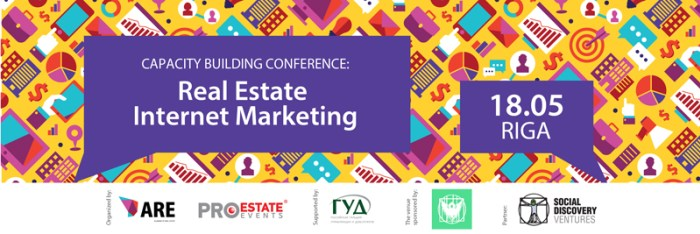 CAPACITY BUILDING CONFERENCE:
Real Estate
Internet Marketing
18.05
RIGA
Organized by:
ARE
PROESTATE®
EVENTS
Supported by:
ГУД
The venue
sponsored by:
Partner:
SOCIAL
DISCOVERY
VENTURES